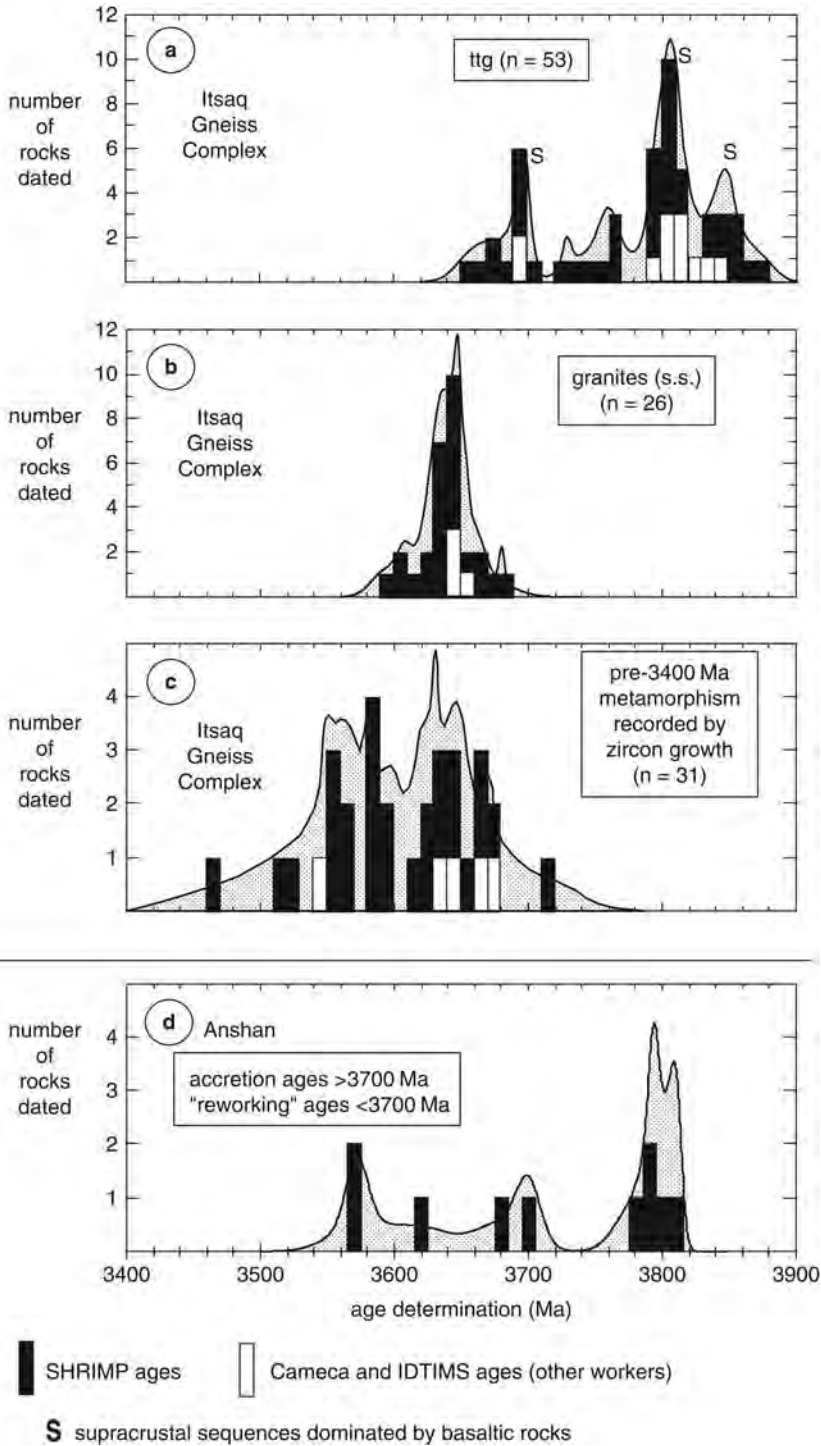 12
10
8
6
4
2
number
of
rocks
dated
a
Itsaq
Gneiss
Complex
ttg (n = 53)
S
S
S
12
10
8
6
4
2
number
of
rocks
dated
b
Itsaq
Gneiss
Complex
granites (s.s.)
(n = 26)
4
3
2
1
number
of
rocks
dated
c
Itsaq
Gneiss
Complex
pre-3400 Ma
metamorphism
recorded by
zircon growth
(n = 31)
4
3
2
1
number
of
rocks
dated
d Anshan
accretion ages >3700 Ma
"reworking" ages <3700 Ma
3400 3500 3600 3700 3800 3900
age determination (Ma)
SHRIMP ages
Cameca and IDTIMS ages (other workers)
S supracrustal sequences dominated by basaltic rocks